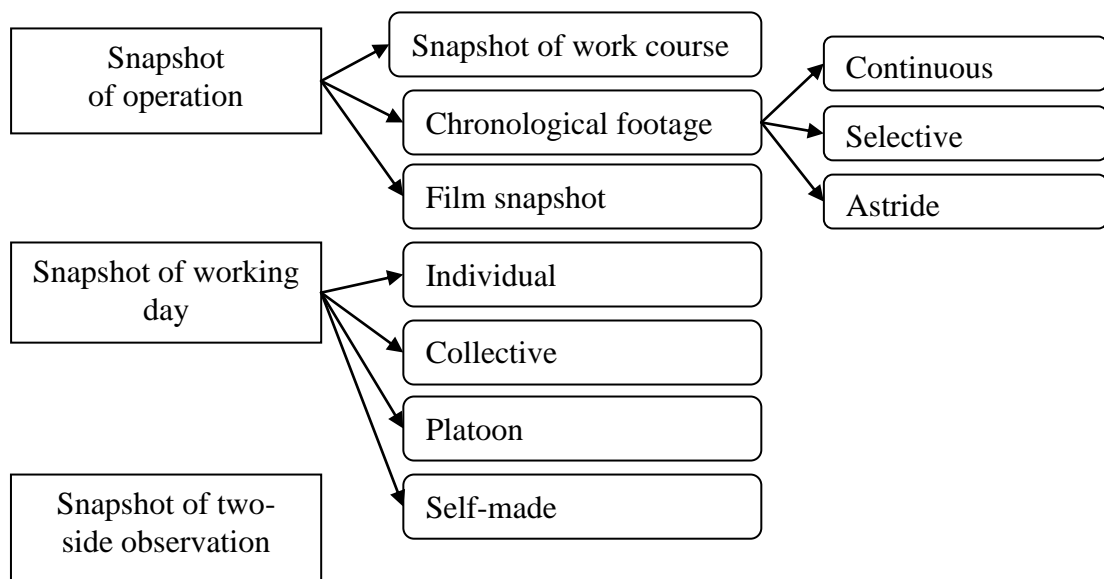 Snapshot
of operation
Snapshot of work course
Chronological footage
Film snapshot
Continuous
Selective
Astride
Snapshot of working
day
Individual
Collective
Platoon
Self-made
Snapshot of two-
side observation